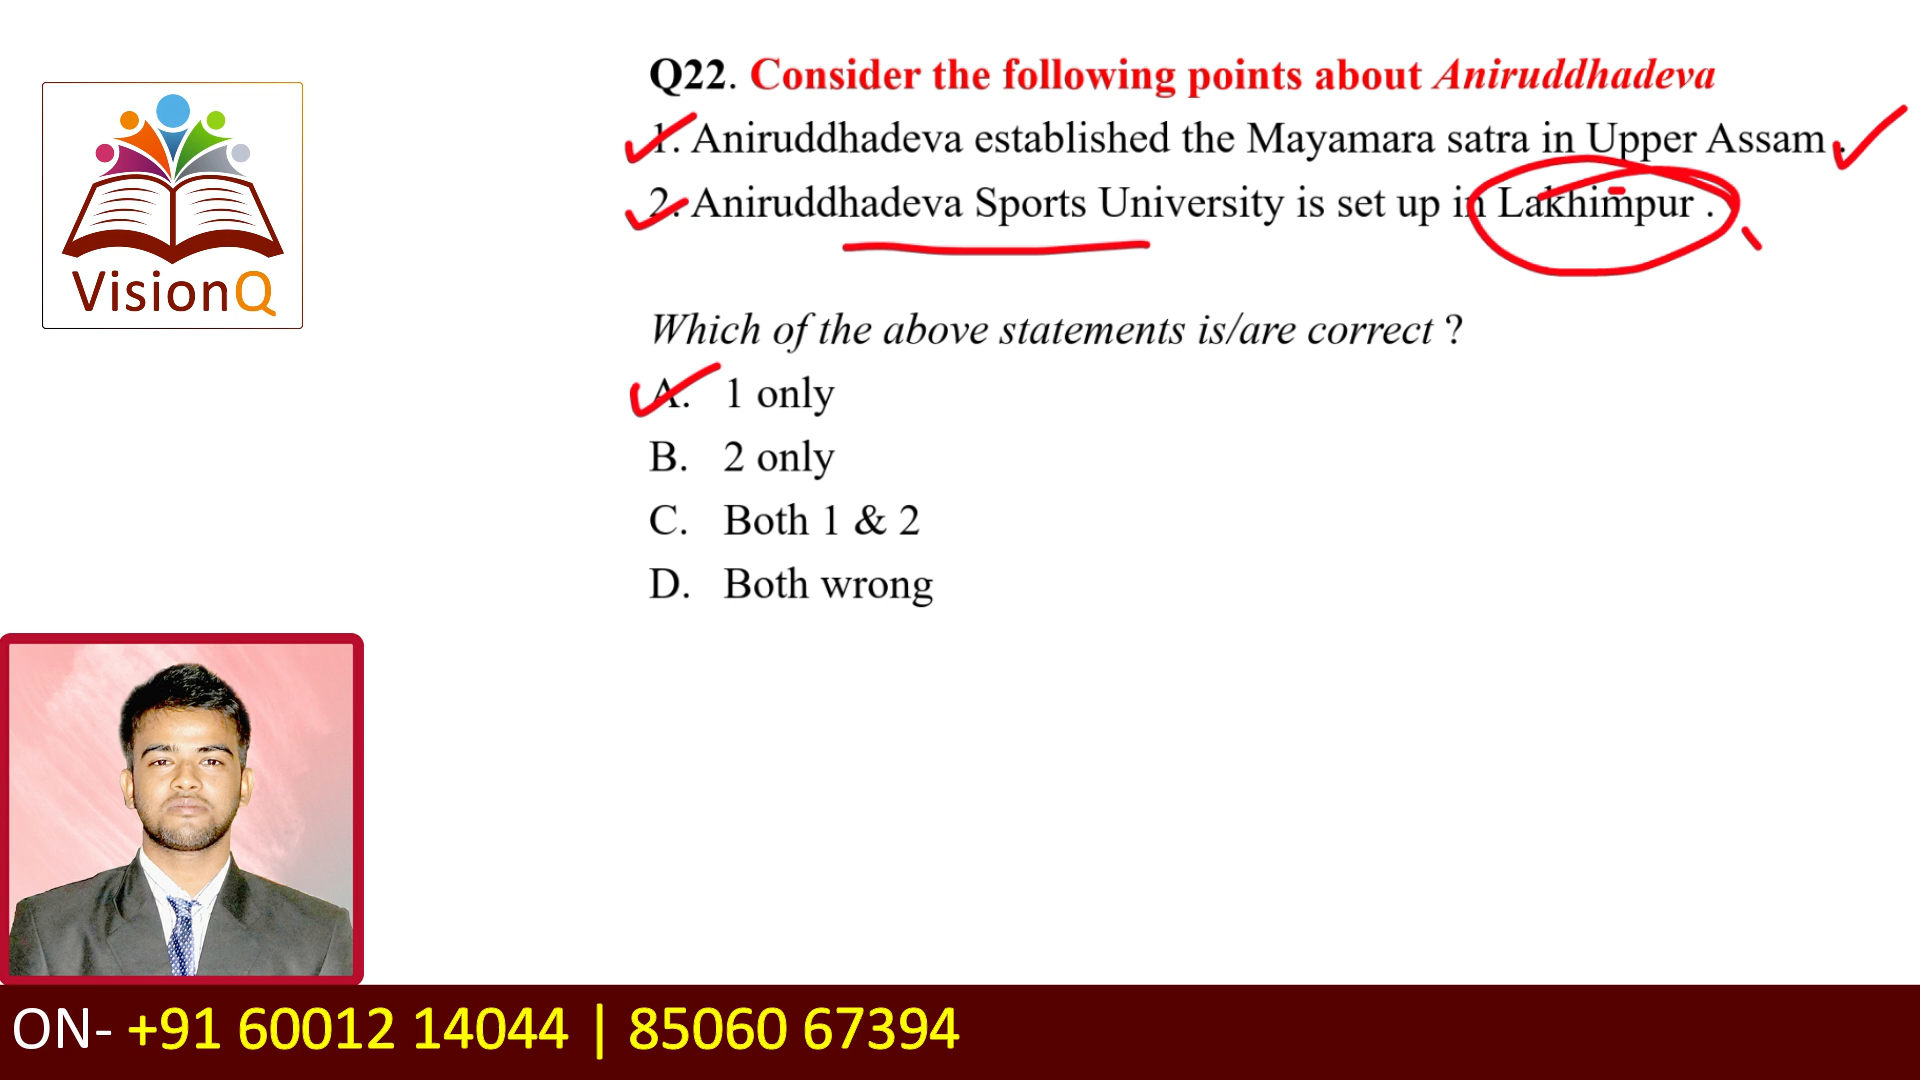 VisionQ
Q22. Consider the following points about Aniruddhadeva
1. Aniruddhadeva established the Mayamara satra in Upper Assam .
2. Aniruddhadeva Sports University is set up in Lakhimpur .
Which of the above statements is/are correct ?
A. 1 only
B. 2 only
C. Both 1 & 2
D. Both wrong
ON- +91 60012 14044 | 85060 67394